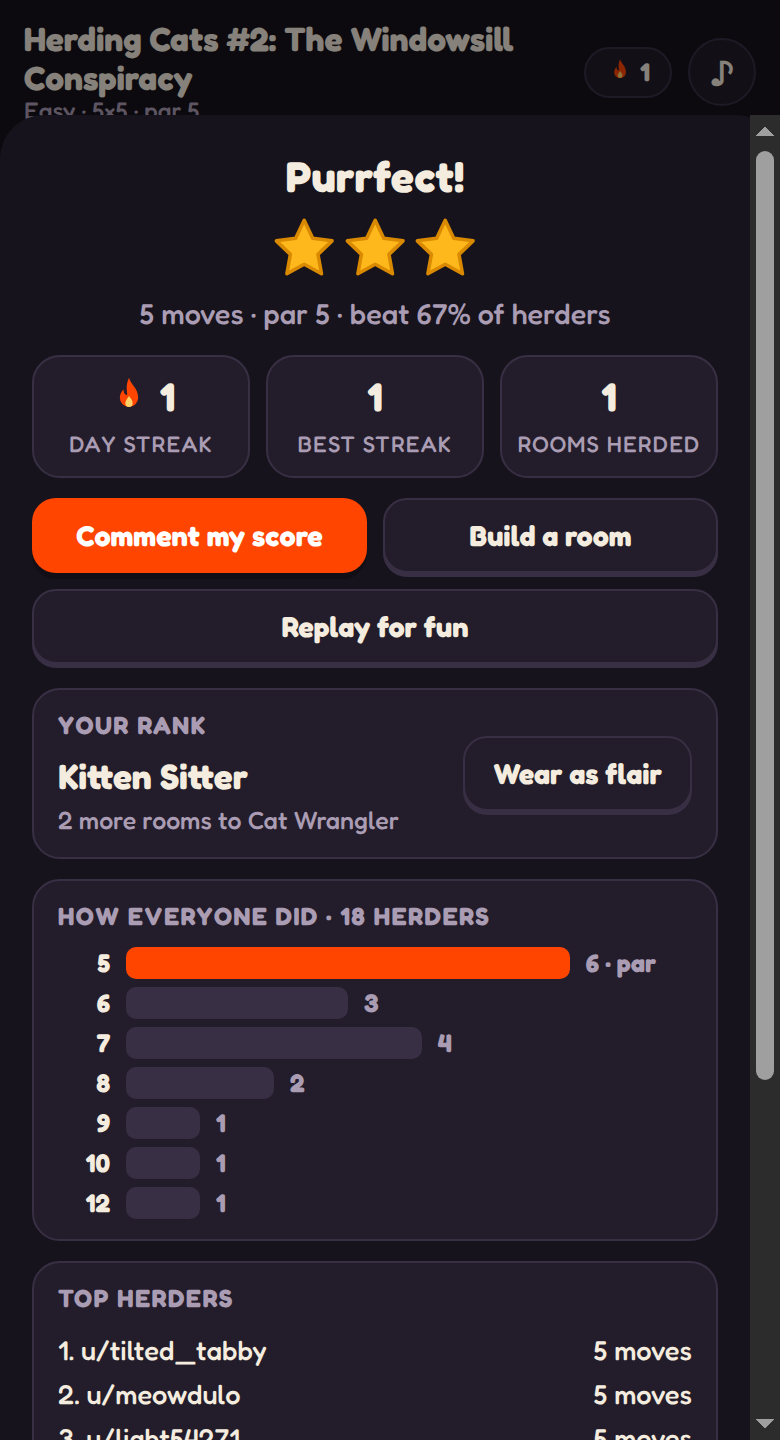 Herding Cats #2: The Windowsill
Conspiracy
Easy · 5x5 · par 5
1
Purrfect!
5 moves · par 5 · beat 67% of herders
1
DAY STREAK
1
BEST STREAK
1
ROOMS HERDED
Comment my score
Build a room
Replay for fun
YOUR RANK
Kitten Sitter
2 more rooms to Cat Wrangler
Wear as flair
HOW EVERYONE DID · 18 HERDERS
5 6 · par
6 3
7 4
8 2
9 1
10 1
12 1
TOP HERDERS
1. u/tilted_tabby 5 moves
2. u/meowdulo 5 moves
3. u/light54271 5 moves